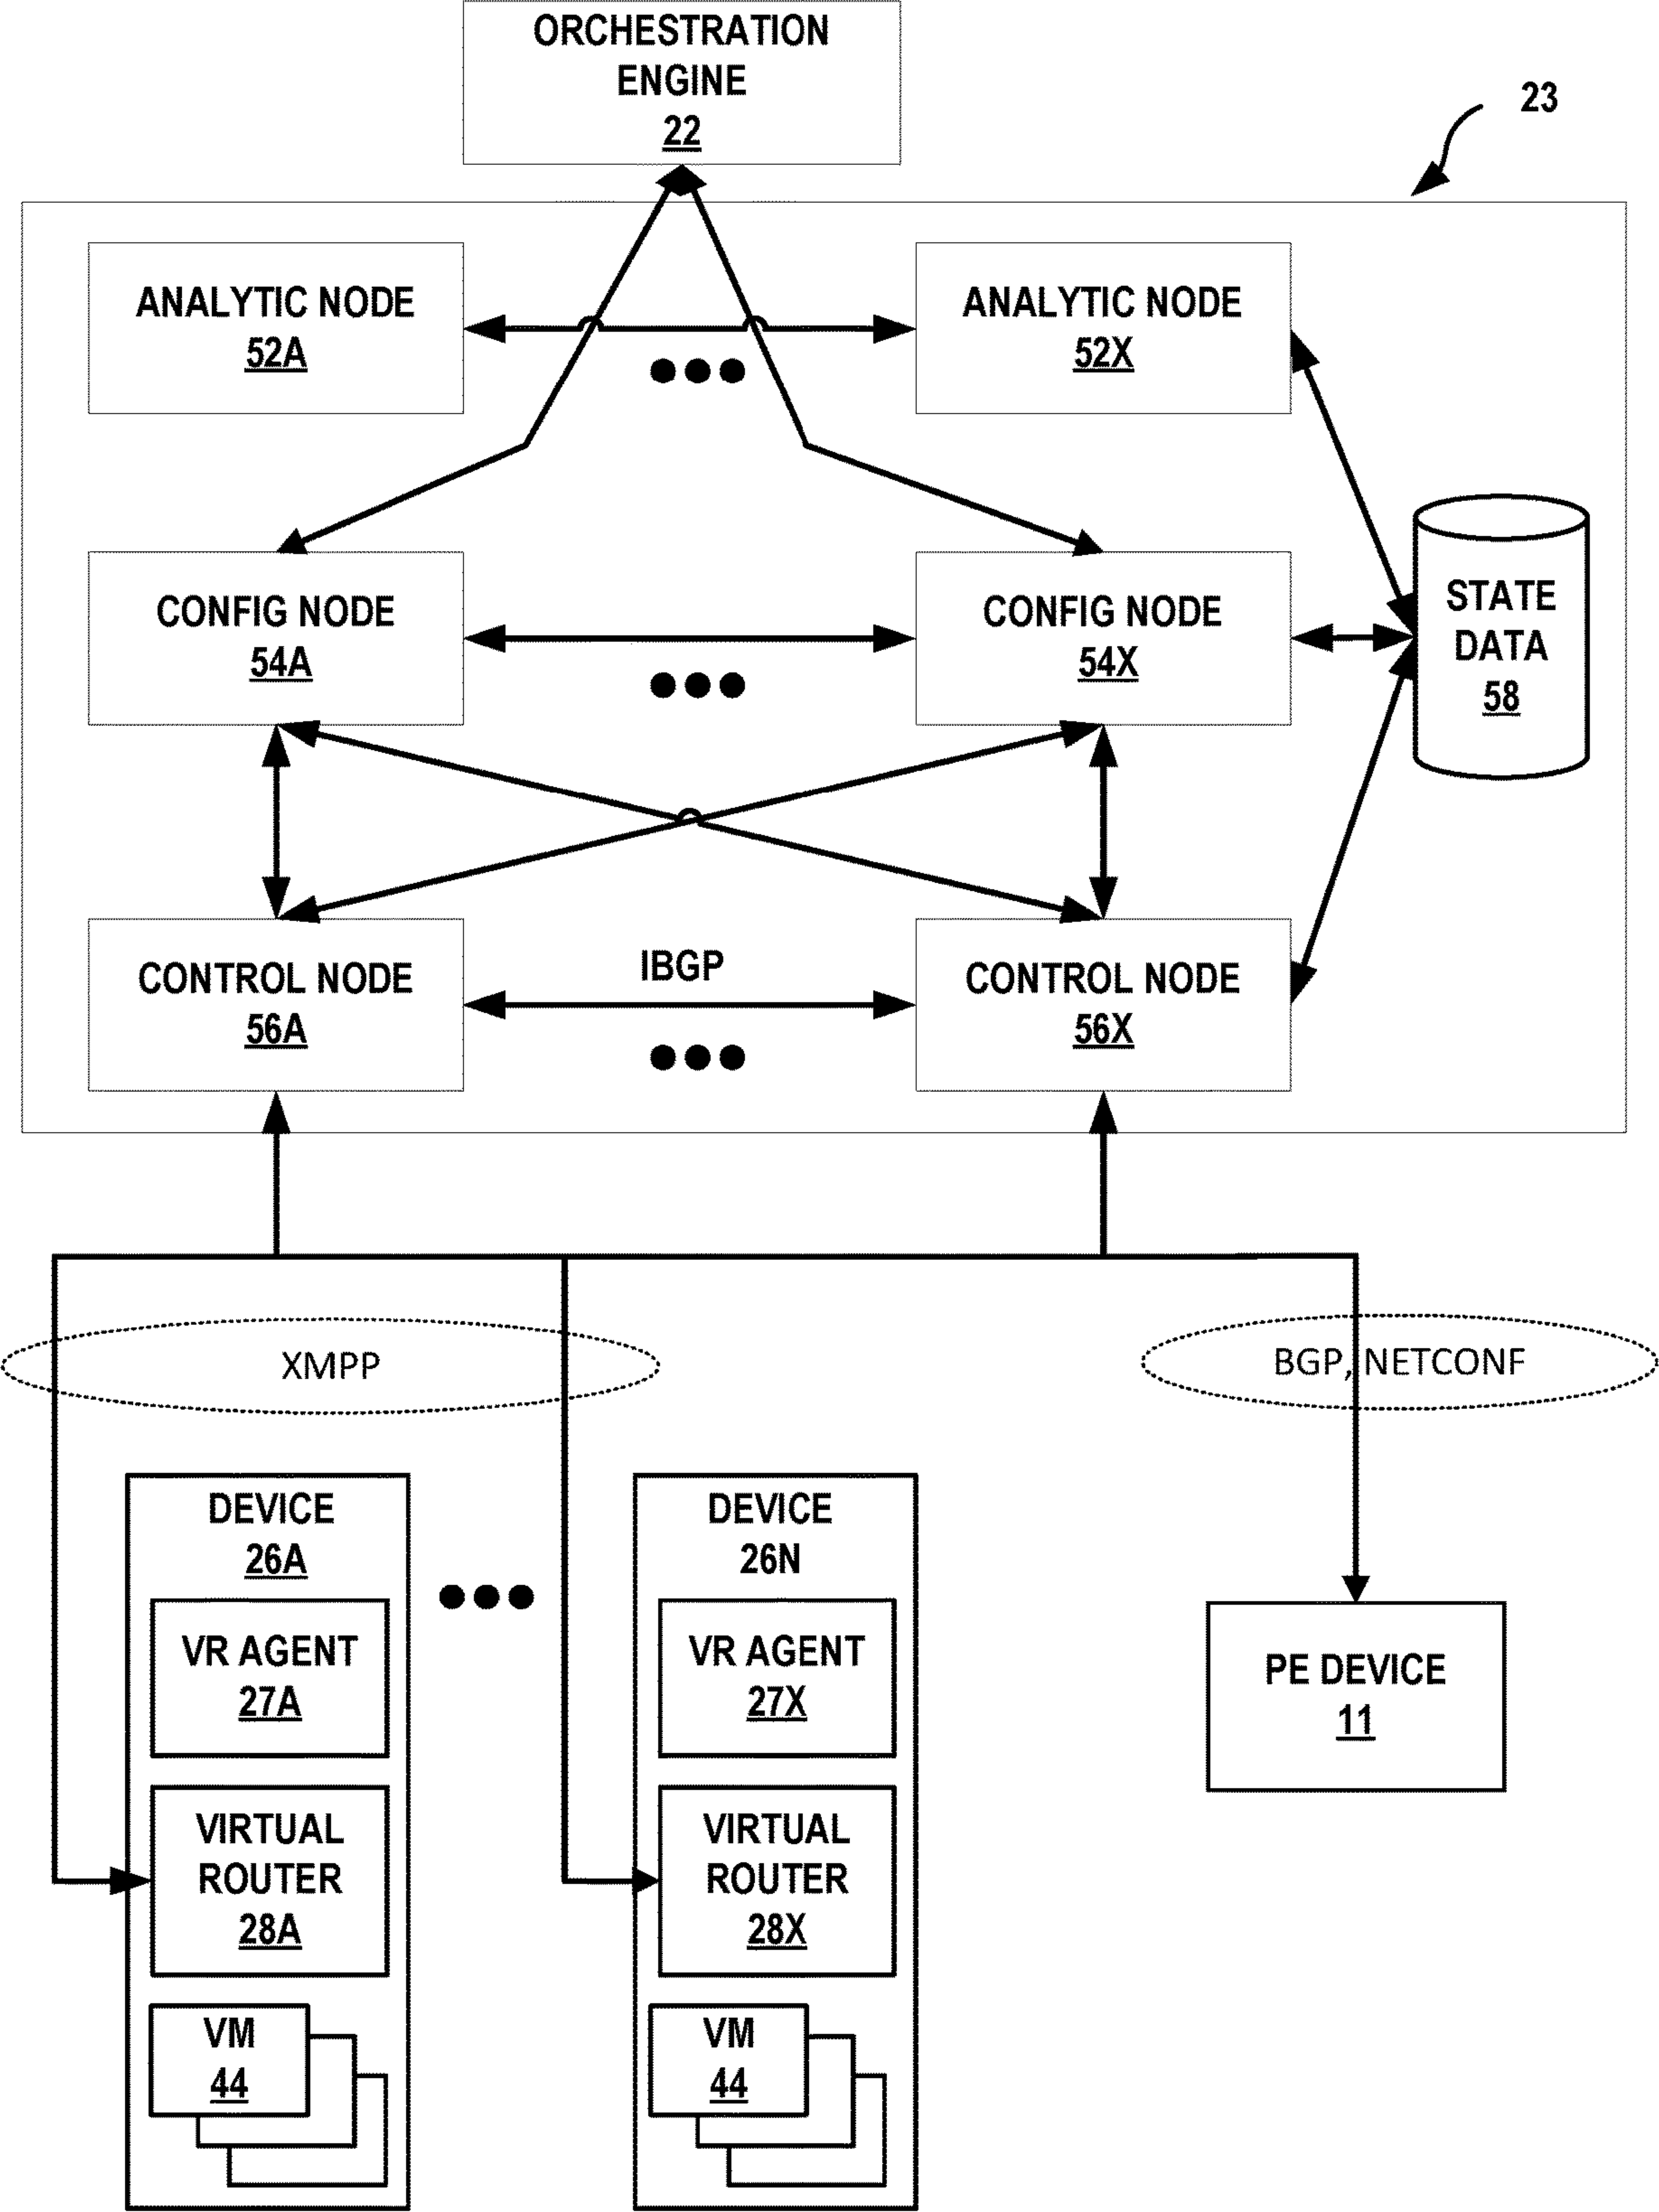 ORCHESTRATION
ENGINE
22
23
ANALYTIC NODE
52A
ANALYTIC NODE
52X
CONFIG NODE
54A
CONFIG NODE
54X
STATE
DATA
58
CONTROL NODE
56A
IBGP
CONTROL NODE
56X
XMPP
BGP, NETCONF
DEVICE
26A
VR AGENT
27A
VIRTUAL
ROUTER
28A
VM
44
DEVICE
26N
VR AGENT
27X
VIRTUAL
ROUTER
28X
VM
44
PE DEVICE
11